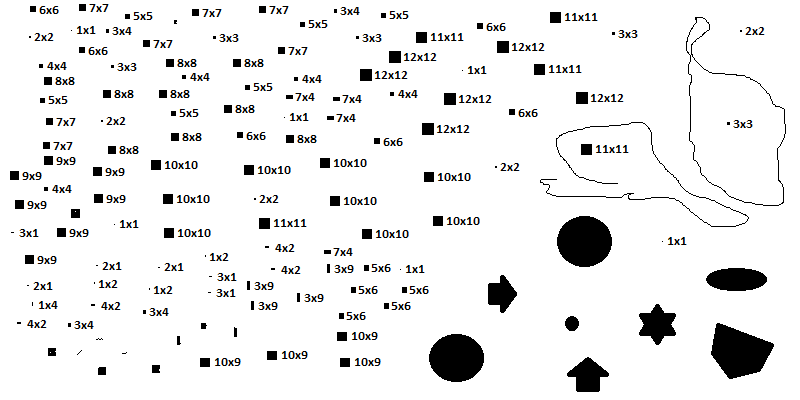 6x6 7x7 5x5 7x7 7x7 3x4 5x5 11x11
2x2 1x1 3x4 7x7 3x3 5x5 3x3 11x11 6x6 3x3 2x2
6x6 7x7 12x12 12x12
4x4 3x3 8x8 8x8 12x12 1x1 11x11
8x8 4x4 4x4
5x5 8x8 8x8 5x5 7x4 7x4 4x4 12x12 12x12
7x7 2x2 5x5 8x8 1x1 7x4 6x6 3x3
7x7 8x8 8x8 6x6 8x8 6x6 12x12 11x11
9x9 9x9 10x10 10x10 10x10 2x2
9x9 4x4 10x10
9x9 9x9 10x10 2x2 10x10
3x1 9x9 1x1 10x10 11x11 10x10 10x10 1x1
9x9 2x1 2x1 1x2 4x2 7x4
2x1 1x2 1x2 3x1 4x2 3x9 5x6 1x1
3x1 3x9 5x6 5x6
1x4 4x2 3x4 3x9 3x9 5x6
4x2 3x4 5x6
10x9
10x9 10x9 10x9